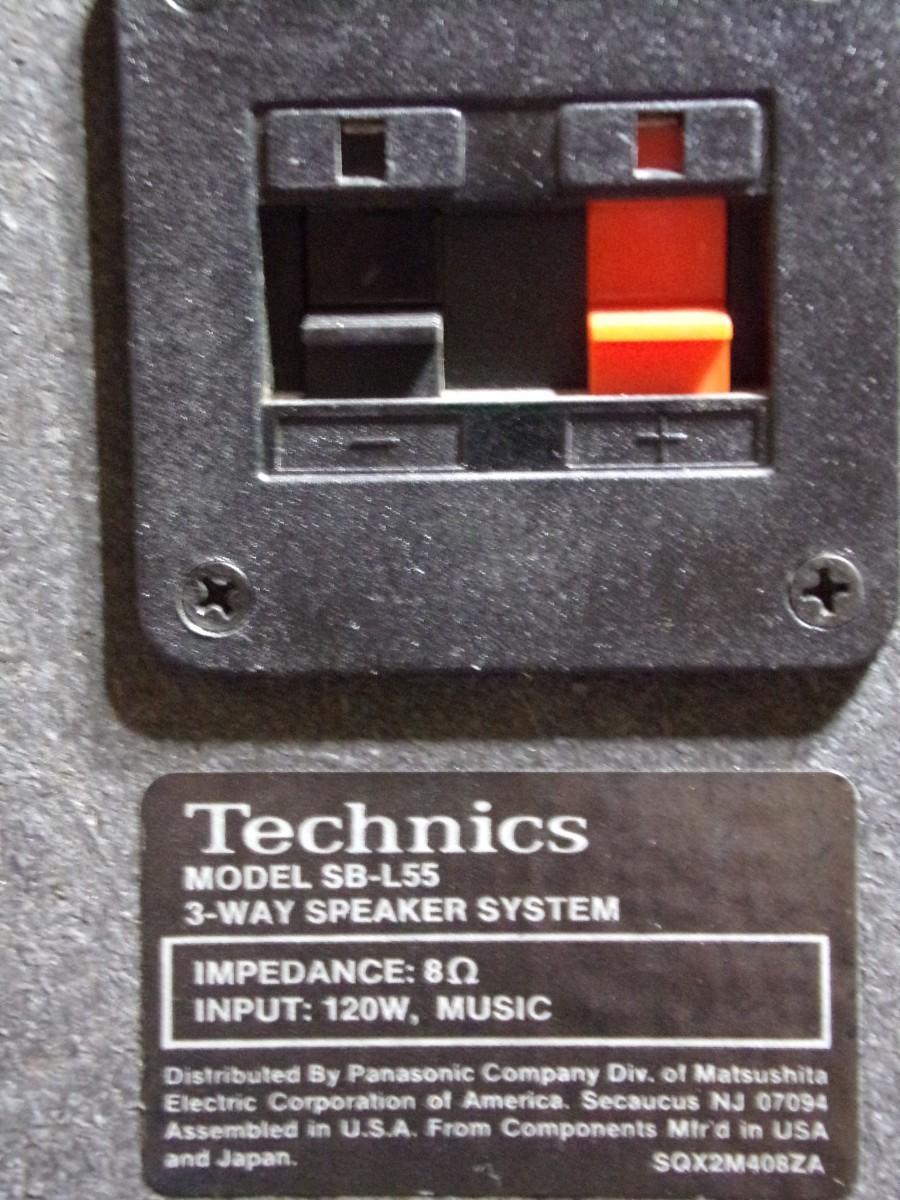 - +
Technics
MODEL SB-L55
3-WAY SPEAKER SYSTEM
IMPEDANCE: 8Ω
INPUT: 120W, MUSIC
Distributed By Panasonic Company Div. of Matsushita
Electric Corporation of America. Secaucus NJ 07094
Assembled in U.S.A. From Components Mfr'd in USA
and Japan. SQX2M408ZA